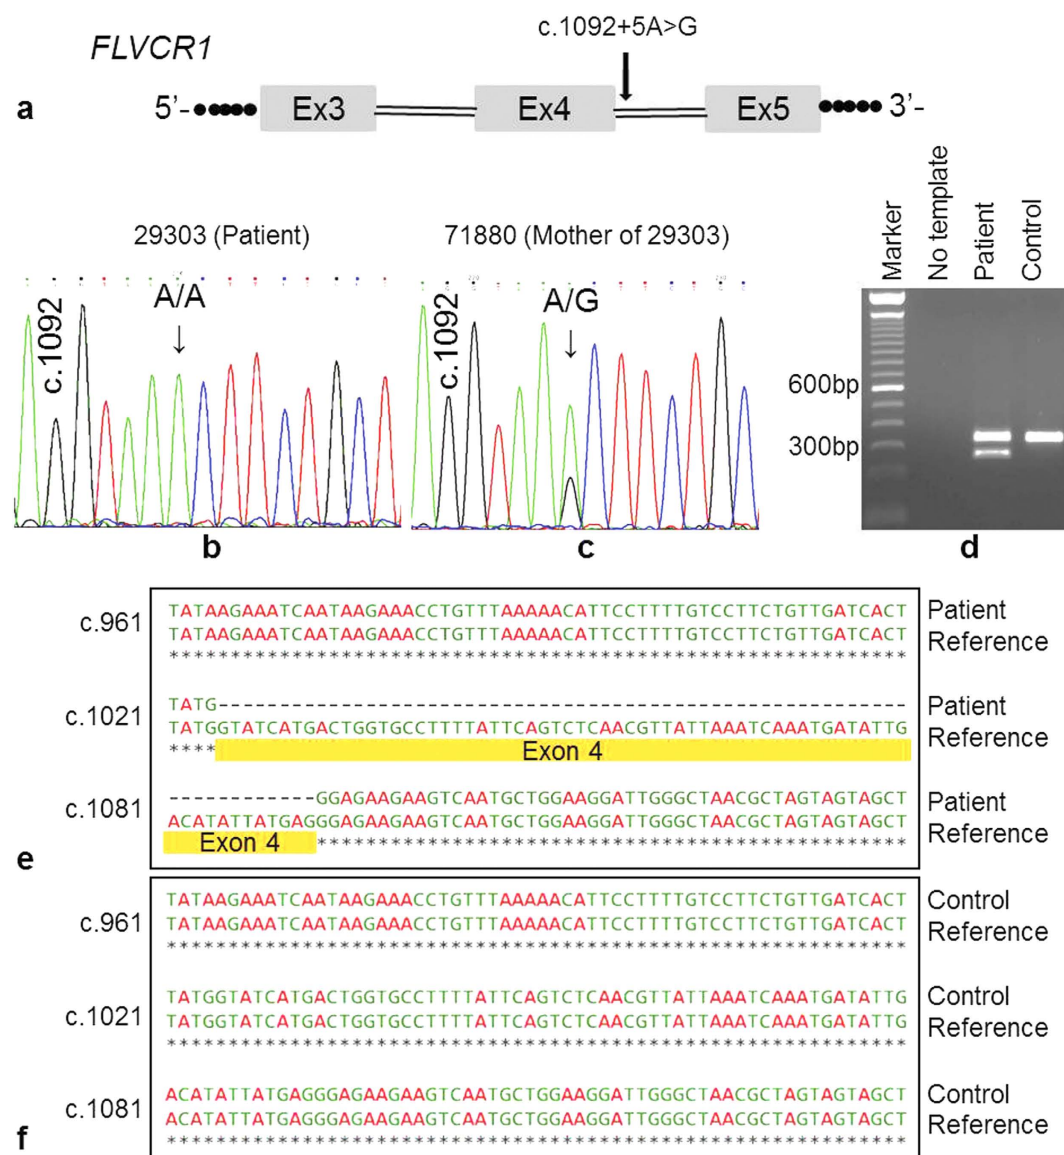 c.1092+5A>G
FLVCR1
a
5'-
Ex3
Ex4
Ex5
3'-
29303 (Patient)
71880 (Mother of 29303)
Marker
No template
Patient
Control
c.1092
A/A
c.1092
A/G
600bp
300bp
b
c
d
c.961
TATAAGAAATCAATAAGAAACCTGTTTAAAAACATTCCTTTTGTCCTTCTGTTGATCACT
Patient
TATAAGAAATCAATAAGAAACCTGTTTAAAAACATTCCTTTTGTCCTTCTGTTGATCACT
Reference
************************************************************
c.1021
TATG--------------------------------------------------------
Patient
TATGGTATCATGACTGGTGCCTTTTATTCAGTCTCAACGTTATTAAATCAAATGATATTG
Reference
****
Exon 4
c.1081
------------GGAGAAGAAGTCAATGCTGGAAGGATTGGGCTAACGCTAGTAGTAGCT
Patient
ACATATTATGAGGGAGAAGAAGTCAATGCTGGAAGGATTGGGCTAACGCTAGTAGTAGCT
Reference
Exon 4
************************************************
e
c.961
TATAAGAAATCAATAAGAAACCTGTTTAAAAACATTCCTTTTGTCCTTCTGTTGATCACT
Control
TATAAGAAATCAATAAGAAACCTGTTTAAAAACATTCCTTTTGTCCTTCTGTTGATCACT
Reference
************************************************************
c.1021
TATGGTATCATGACTGGTGCCTTTTATTCAGTCTCAACGTTATTAAATCAAATGATATTG
Control
TATGGTATCATGACTGGTGCCTTTTATTCAGTCTCAACGTTATTAAATCAAATGATATTG
Reference
************************************************************
c.1081
ACATATTATGAGGGAGAAGAAGTCAATGCTGGAAGGATTGGGCTAACGCTAGTAGTAGCT
Control
ACATATTATGAGGGAGAAGAAGTCAATGCTGGAAGGATTGGGCTAACGCTAGTAGTAGCT
Reference
************************************************************
f